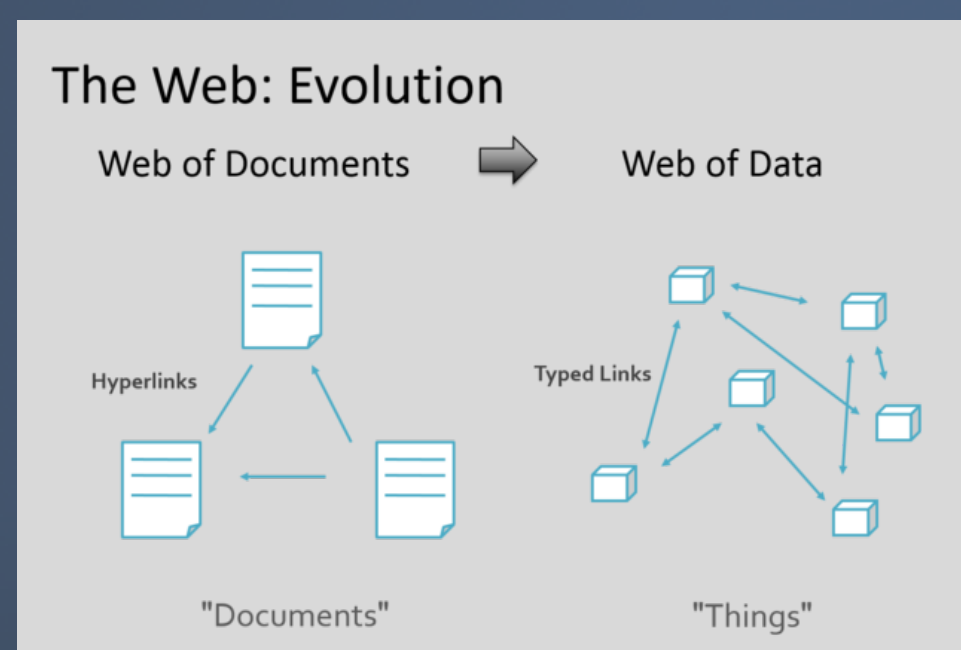 The Web: Evolution
Web of Documents
Web of Data
Hyperlinks
Typed Links
"Documents"
"Things"